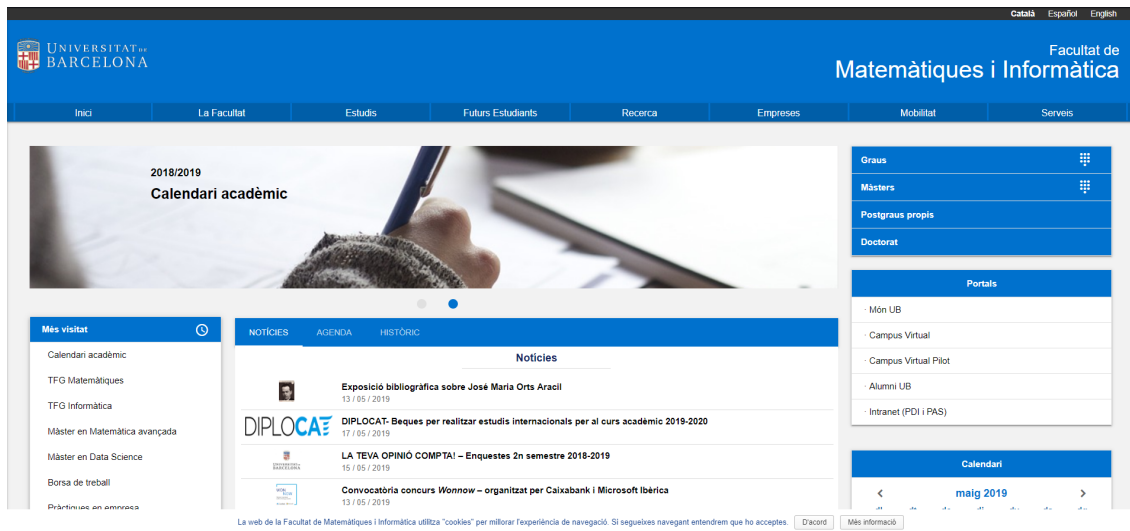 Català Español English
UNIVERSITAT DE
BARCELONA
Facultat de
Matemàtiques i Informàtica
Inici La Facultat Estudis Futurs Estudiants Recerca Empreses Mobilitat Serveis
2018/2019
Calendari acadèmic
Graus
Màsters
Postgraus propis
Doctorat
Portals
· Món UB
· Campus Virtual
· Campus Virtual Pilot
· Alumni UB
· Intranet (PDI i PAS)
Més visitat
Calendari acadèmic
TFG Matemàtiques
TFG Informàtica
Màster en Matemàtica avançada
Màster en Data Science
Borsa de treball
Pràctiques en empresa
NOTÍCIES AGENDA HISTÒRIC
Notícies
Exposició bibliogràfica sobre José Maria Orts Aracil
13 / 05 / 2019
DIPLOCAT
DIPLOCAT- Beques per realitzar estudis internacionals per al curs acadèmic 2019-2020
17 / 05 / 2019
UNIVERSITAT DE
BARCELONA
LA TEVA OPINIÓ COMPTA! – Enquestes 2n semestre 2018-2019
15 / 05 / 2019
WON
NOW
Convocatòria concurs Wonnow – organitzat per Caixabank i Microsoft Ibèrica
13 / 05 / 2019
Calendari
< maig 2019 >
La web de la Facultat de Matemàtiques i Informàtica utilitza "cookies" per millorar l'experiència de navegació. Si segueixes navegant entendrem que ho acceptes. D'acord Més informació